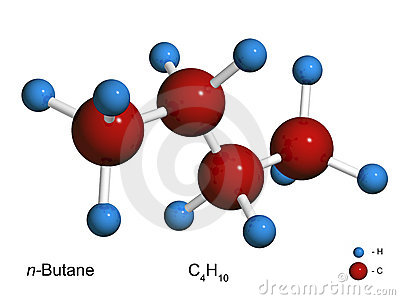 - H
n-Butane C₄H₁₀
- C
dreamstime.com